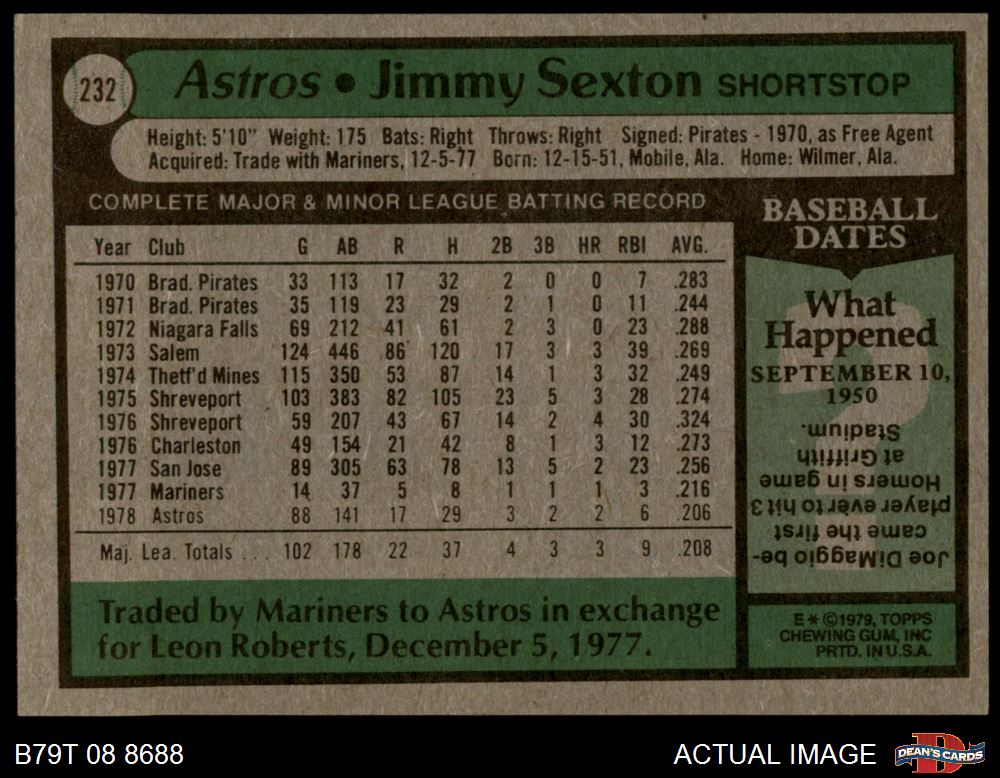 232
Astros • Jimmy Sexton SHORTSTOP
Height: 5'10" Weight: 175 Bats: Right Throws: Right Signed: Pirates - 1970, as Free Agent
Acquired: Trade with Mariners, 12-5-77 Born: 12-15-51, Mobile, Ala. Home: Wilmer, Ala.
COMPLETE MAJOR & MINOR LEAGUE BATTING RECORD
Year Club G AB R H 2B 3B HR RBI AVG.
1970 Brad. Pirates 33 113 17 32 2 0 0 7 .283
1971 Brad. Pirates 35 119 23 29 2 1 0 11 .244
1972 Niagara Falls 69 212 41 61 2 3 0 23 .288
1973 Salem 124 446 86 120 17 3 3 39 .269
1974 Thetf'd Mines 115 350 53 87 14 1 3 32 .249
1975 Shreveport 103 383 82 105 23 5 3 28 .274
1976 Shreveport 59 207 43 67 14 2 4 30 .324
1976 Charleston 49 154 21 42 8 1 3 12 .273
1977 San Jose 89 305 63 78 13 5 2 23 .256
1977 Mariners 14 37 5 8 1 1 1 3 .216
1978 Astros 88 141 17 29 3 2 2 6 .206
Maj. Lea. Totals ... 102 178 22 37 4 3 3 9 .208
Traded by Mariners to Astros in exchange
for Leon Roberts, December 5, 1977.
BASEBALL
DATES
What
Happened
SEPTEMBER 10,
1950
Joe DiMaggio be-
came the first
player ever to hit 3
Homers in game
at Griffith
Stadium.
E * © 1979, TOPPS
CHEWING GUM, INC
PRTD. IN U.S.A.
B79T 08 8688
ACTUAL IMAGE
DEAN'S CARDS